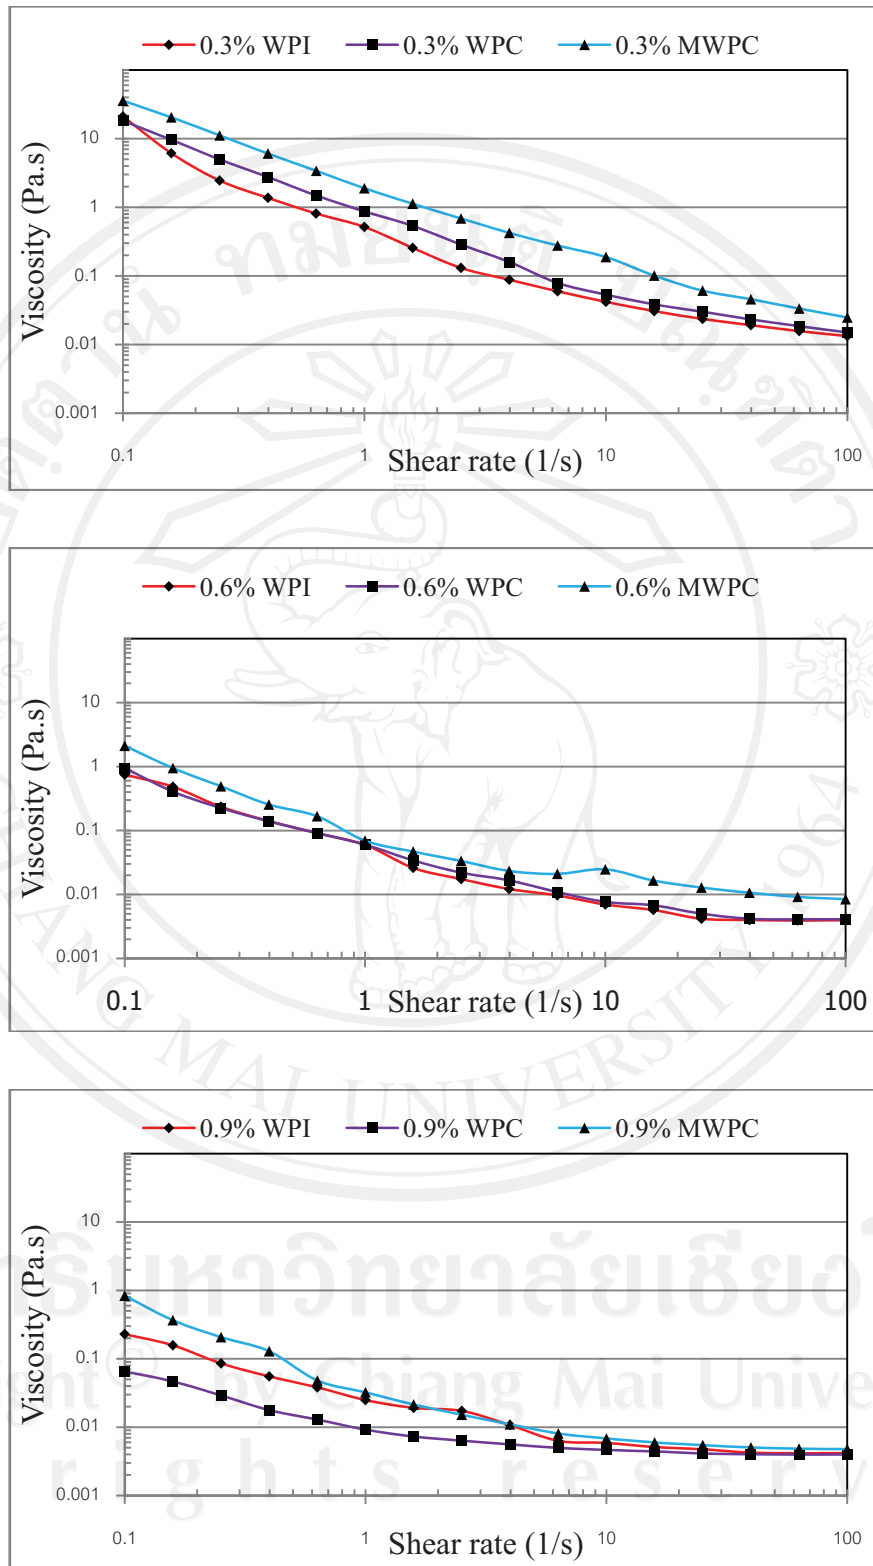 0.3% WPI 0.3% WPC 0.3% MWPC
Viscosity (Pa.s)
10
1
0.1
0.01
0.001
0.1 1 10 100
Shear rate (1/s)
0.6% WPI 0.6% WPC 0.6% MWPC
Viscosity (Pa.s)
10
1
0.1
0.01
0.001
0.1 1 10 100
Shear rate (1/s)
0.9% WPI 0.9% WPC 0.9% MWPC
Viscosity (Pa.s)
10
1
0.1
0.01
0.001
0.1 1 10 100
Shear rate (1/s)
MAI UNIVERSITY 1964
by Chiang Mai Unive
rights reserv